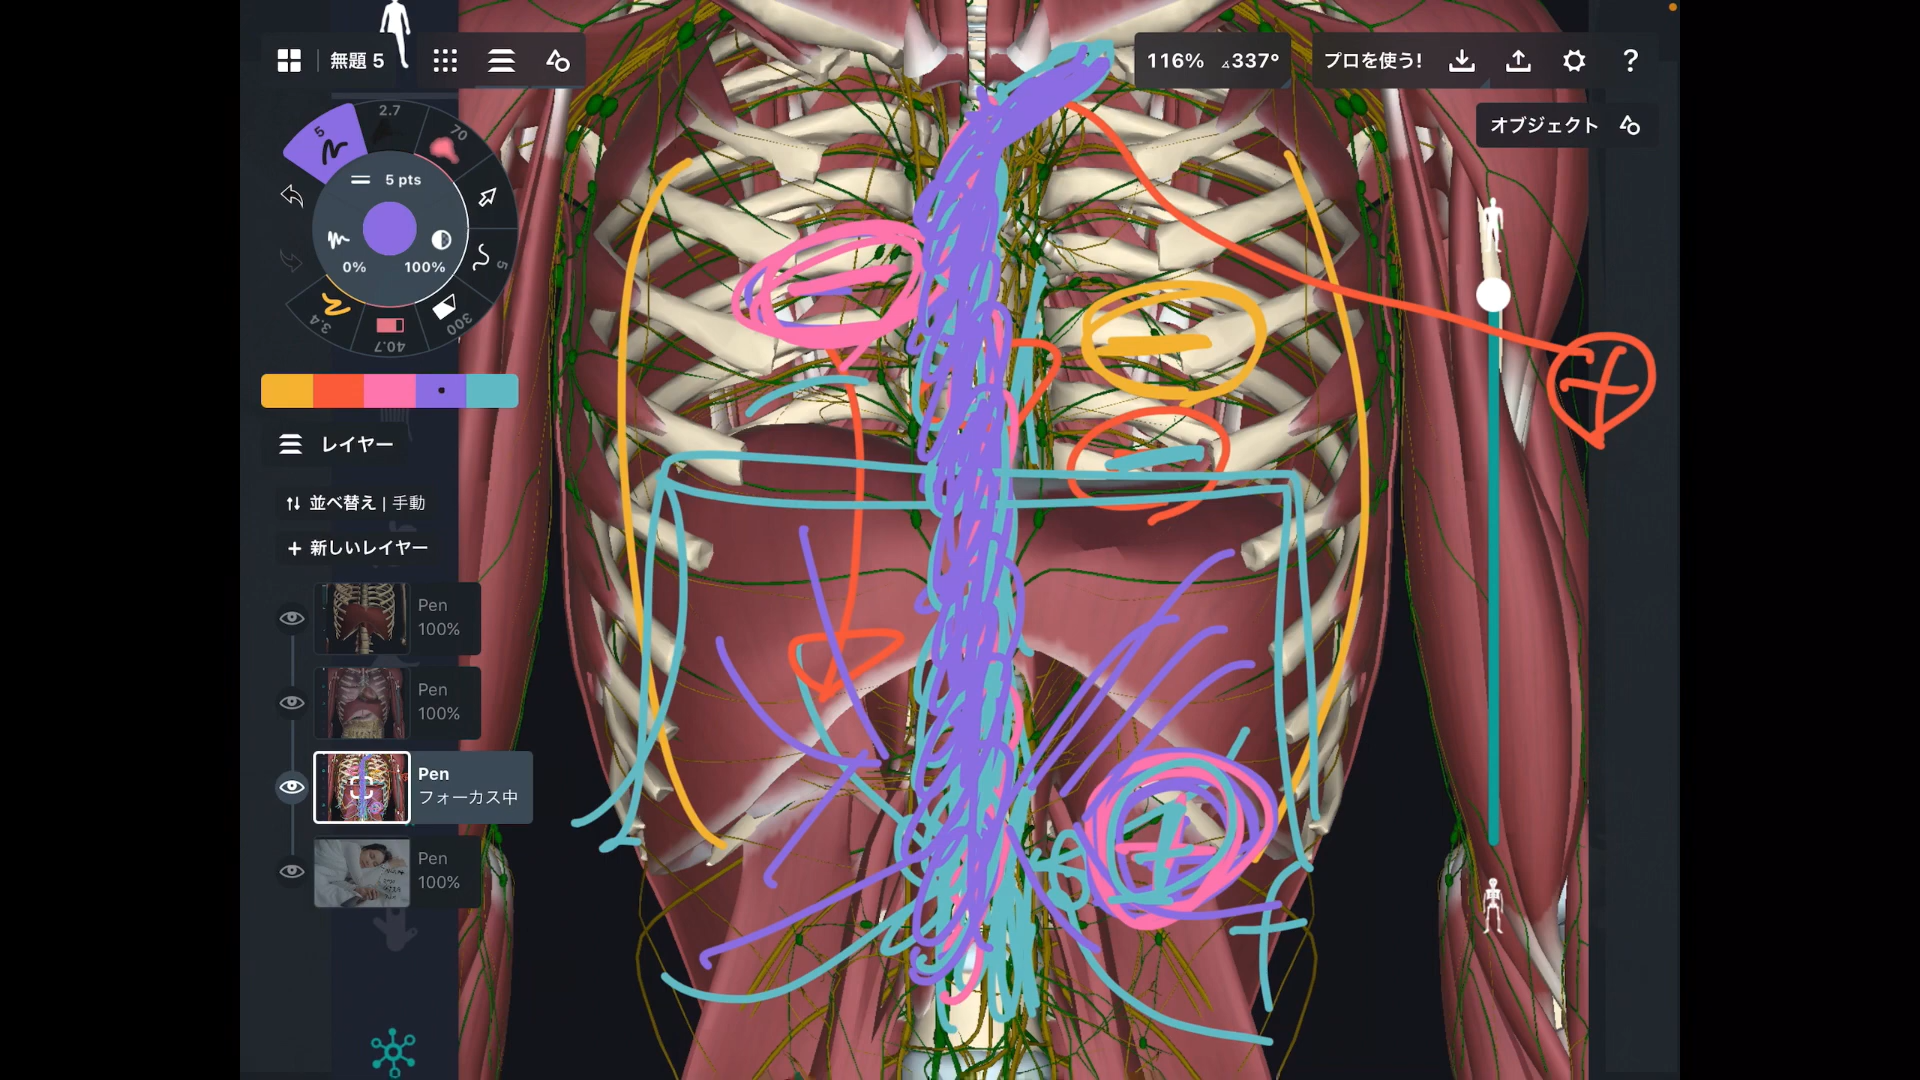 無題 5
116% ⊿337°
プロを使う!
?
オブジェクト
2.7
5
70
5 pts
0%
100%
5
3.4
40.7
300
レイヤー
並べ替え | 手動
+ 新しいレイヤー
Pen
100%
Pen
100%
Pen
フォーカス中
Pen
100%